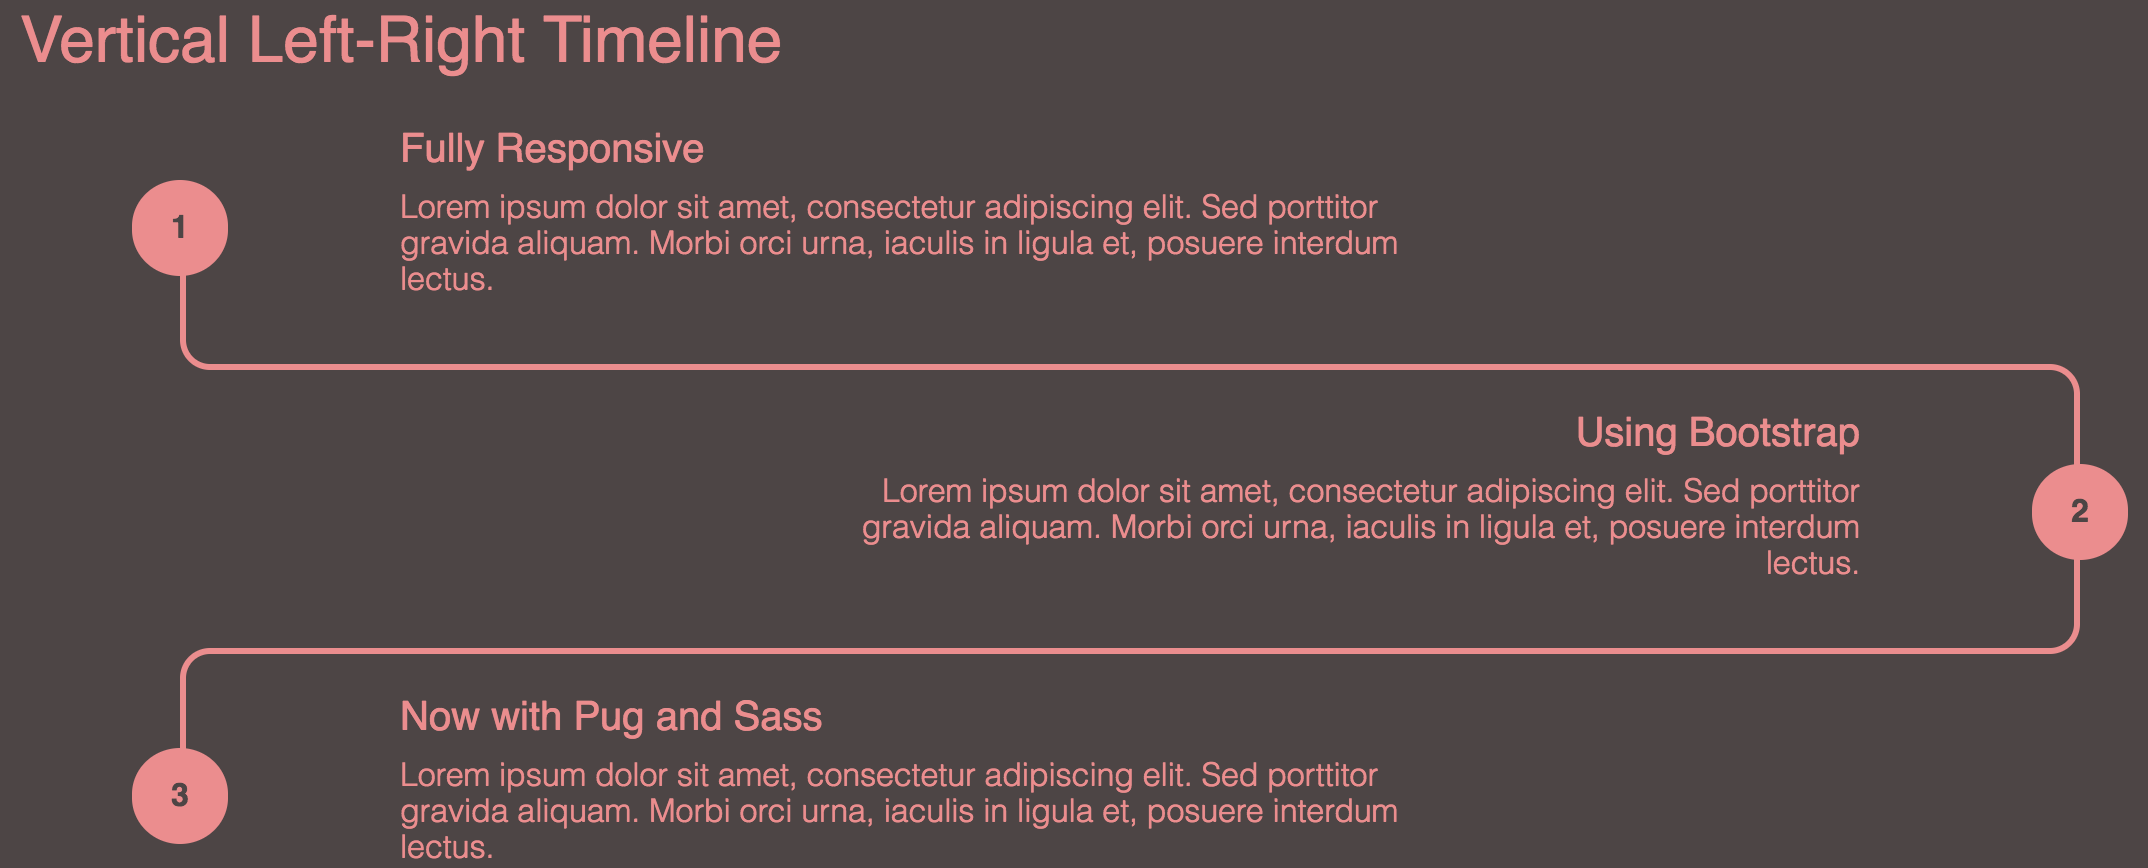 Vertical Left-Right Timeline
Fully Responsive
1
Lorem ipsum dolor sit amet, consectetur adipiscing elit. Sed porttitor
gravida aliquam. Morbi orci urna, iaculis in ligula et, posuere interdum
lectus.
Using Bootstrap
Lorem ipsum dolor sit amet, consectetur adipiscing elit. Sed porttitor
gravida aliquam. Morbi orci urna, iaculis in ligula et, posuere interdum
lectus.
2
Now with Pug and Sass
3
Lorem ipsum dolor sit amet, consectetur adipiscing elit. Sed porttitor
gravida aliquam. Morbi orci urna, iaculis in ligula et, posuere interdum
lectus.